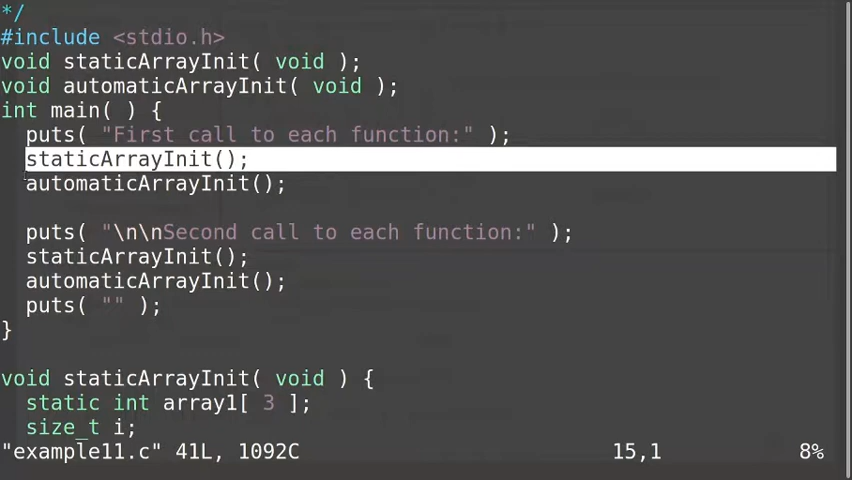 */
#include <stdio.h>
void staticArrayInit( void );
void automaticArrayInit( void );
int main( ) {
  puts( "First call to each function:" );
  staticArrayInit();
  automaticArrayInit();

  puts( "\n\nSecond call to each function:" );
  staticArrayInit();
  automaticArrayInit();
  puts( "" );
}

void staticArrayInit( void ) {
  static int array1[ 3 ];
  size_t i;
"example11.c" 41L, 1092C 15,1 8%